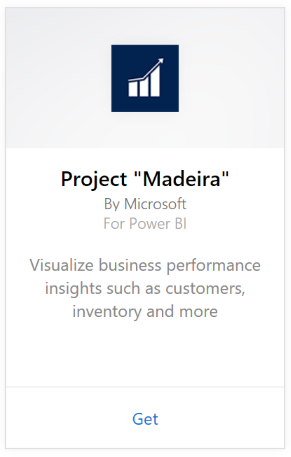 Project "Madeira"
By Microsoft
For Power BI
Visualize business performance
insights such as customers,
inventory and more
Get